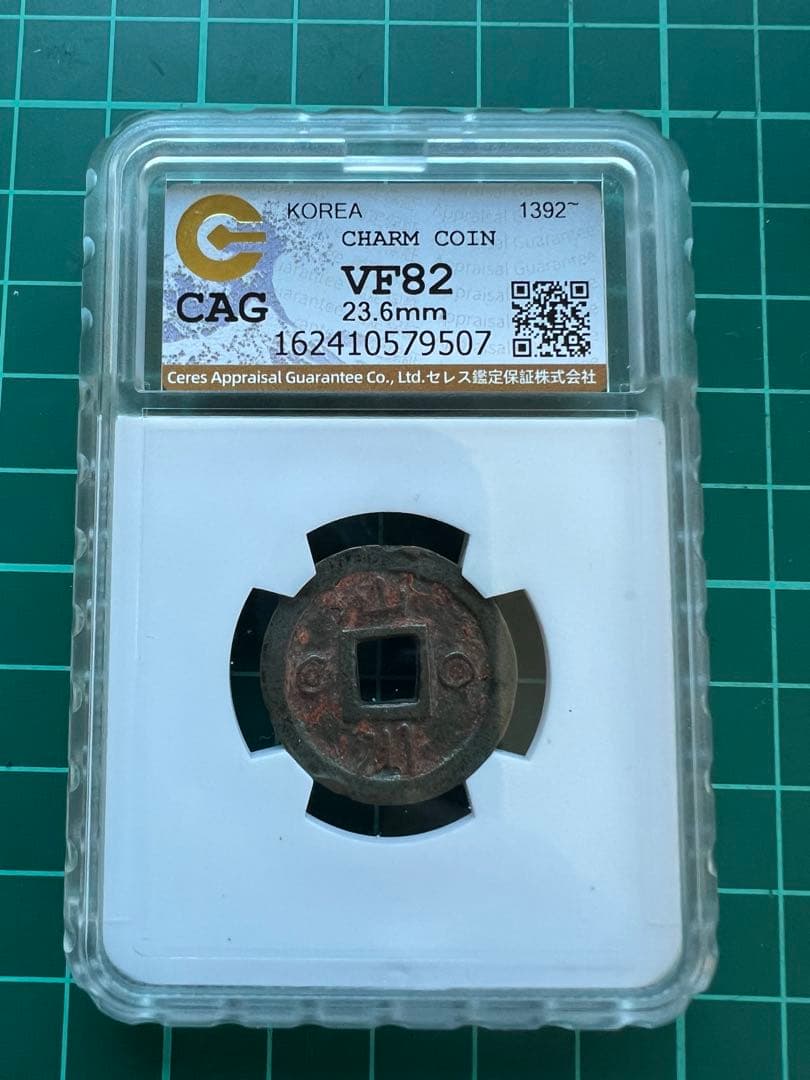 KOREA 1392~
CHARM COIN
VF82
CAG
23.6mm
162410579507
Ceres Appraisal Guarantee Co., Ltd.セレス鑑定保証株式会社